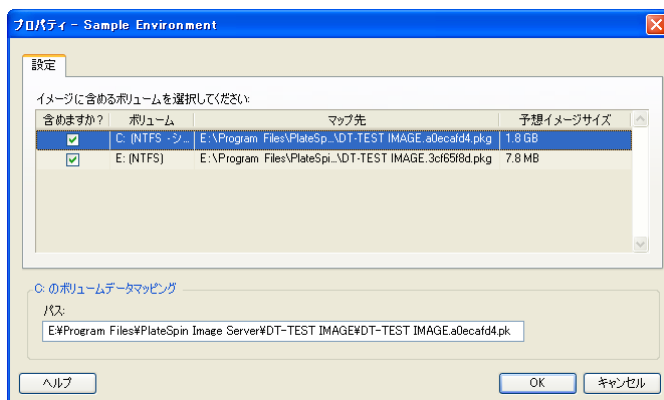 プロパティ - Sample Environment
設定
イメージに含めるボリュームを選択してください:
含めますか? ボリューム マップ先 予想イメージサイズ
C: (NTFS - シ... E:\Program Files\PlateSp...\DT-TEST IMAGE.a0ecafd4.pkg 1.8 GB
E: (NTFS) E:\Program Files\PlateSpi...\DT-TEST IMAGE.3cf65f8d.pkg 7.8 MB
C: のボリュームデータマッピング
パス:
E:¥Program Files¥PlateSpin Image Server¥DT-TEST IMAGE¥DT-TEST IMAGE.a0ecafd4.pk
ヘルプ OK キャンセル